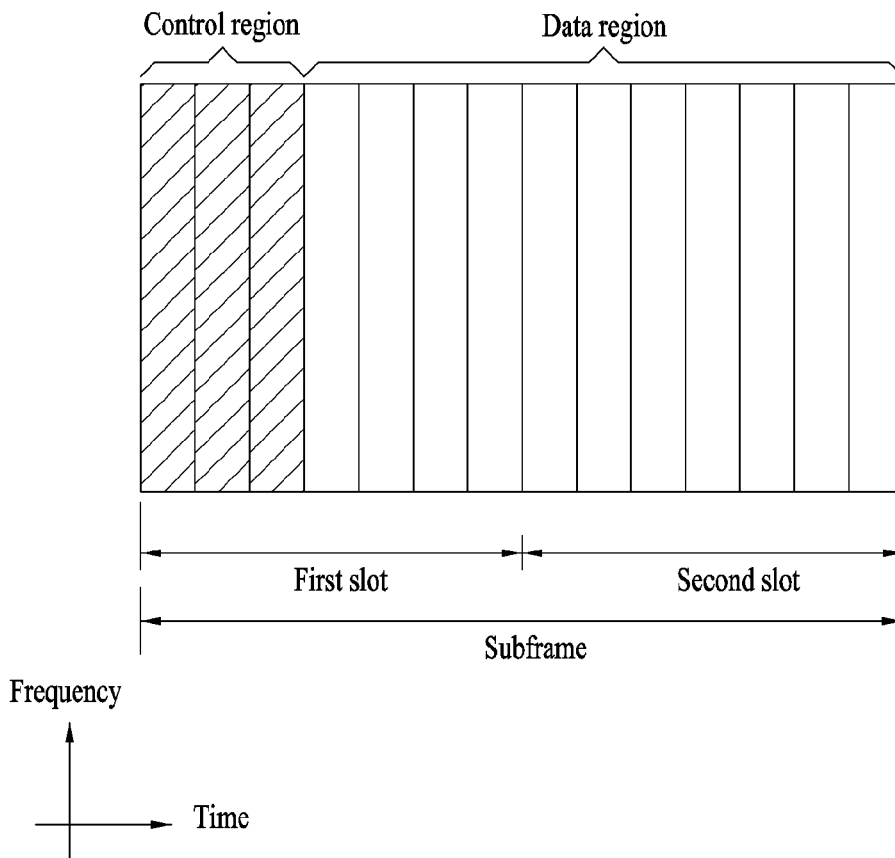 Control region
Data region
First slot
Second slot
Subframe
Frequency
Time